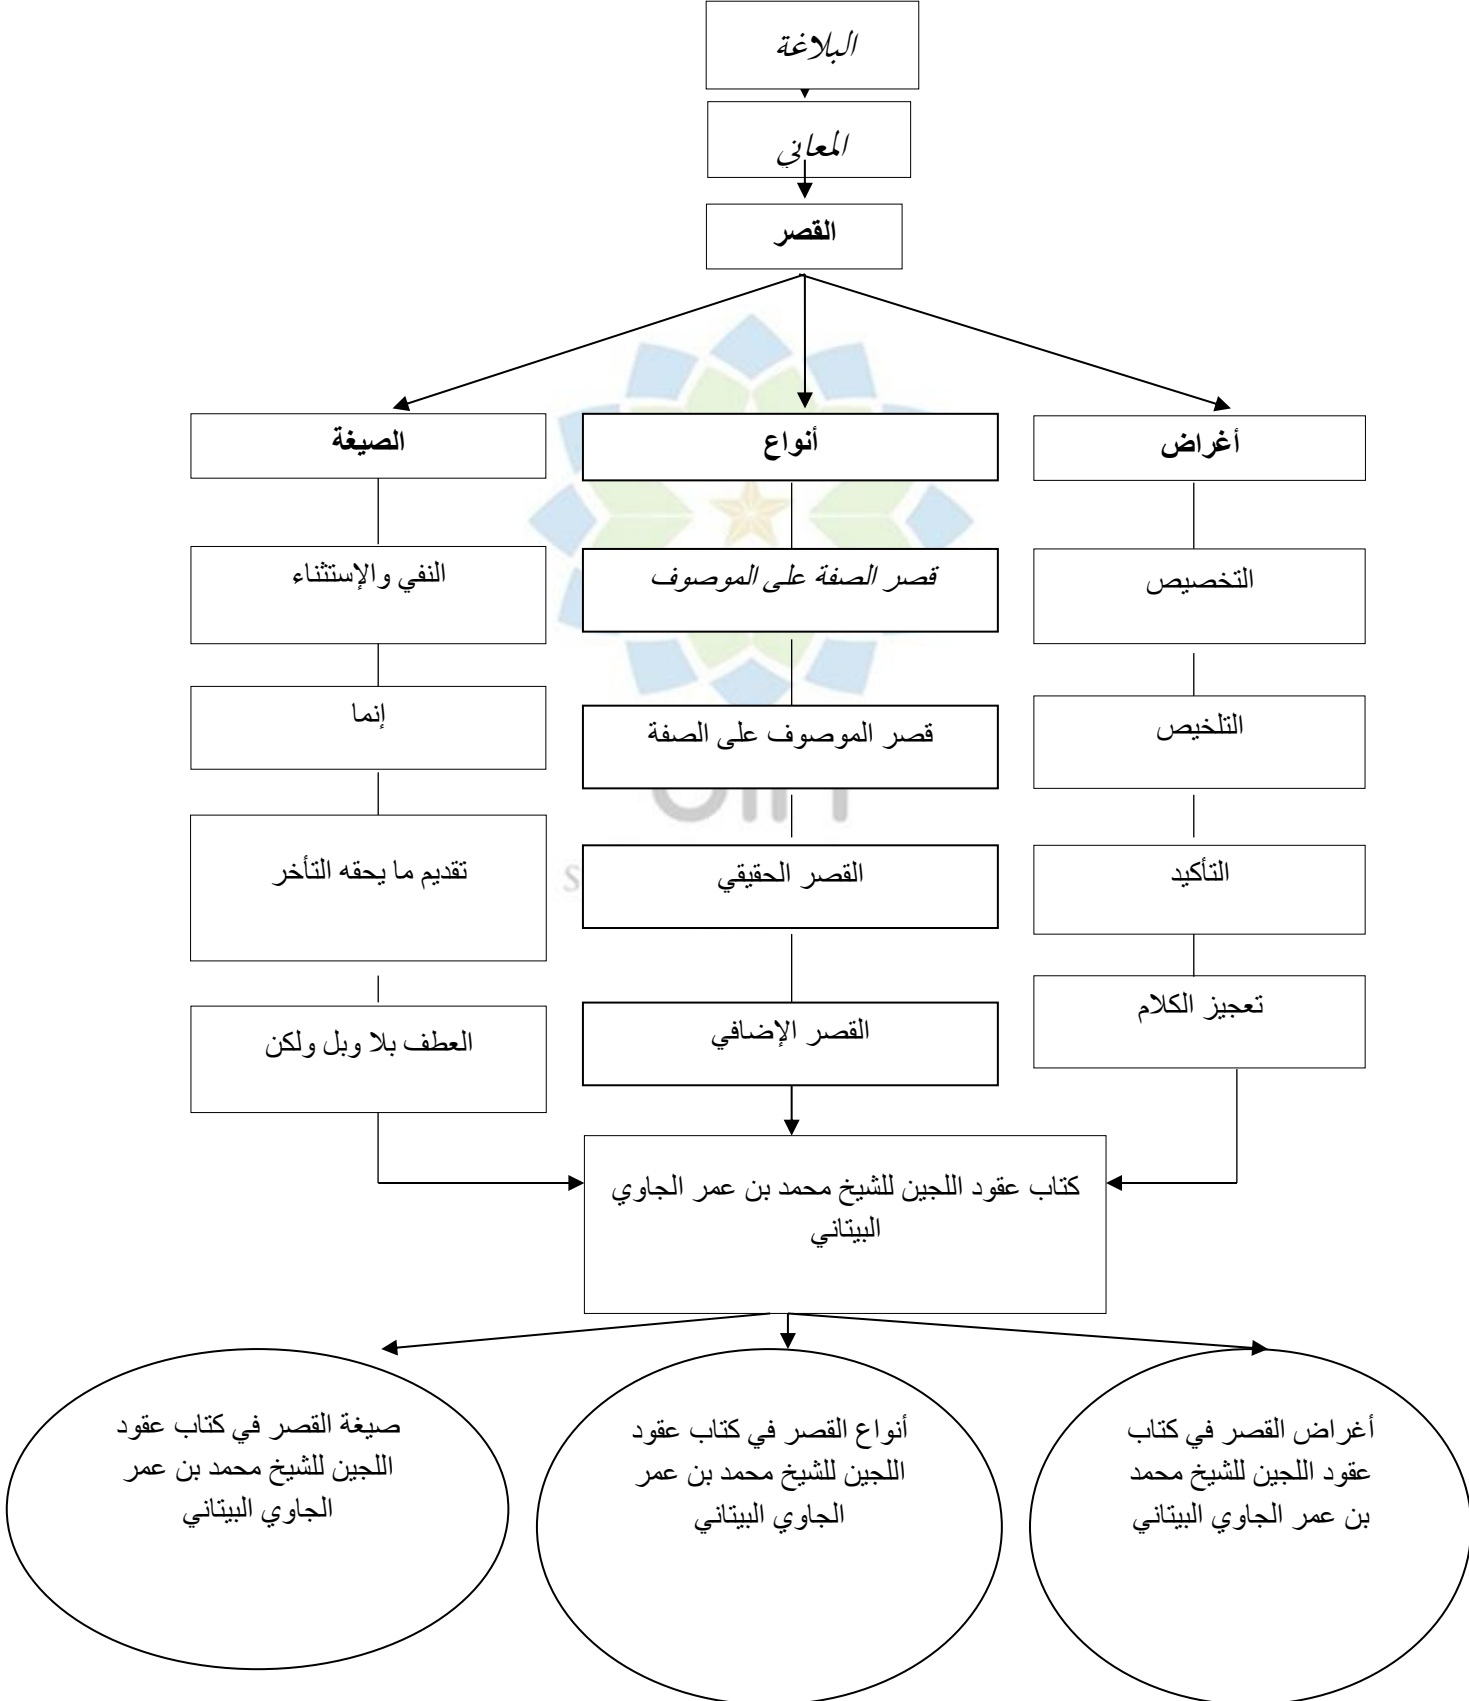 البلاغة
المعاني
القصر
أغراض
أنواع
الصيغة
التخصيص
قصر الصفة على الموصوف
النفي والإستثناء
التلخيص
قصر الموصوف على الصفة
إنما
التأكيد
القصر الحقيقي
تقديم ما يحقه التأخر
تعجيز الكلام
القصر الإضافي
العطف بلا وبل ولكن
كتاب عقود اللجين للشيخ محمد بن عمر الجاوي
البيتاني
أغراض القصر في كتاب
عقود اللجين للشيخ محمد
بن عمر الجاوي البيتاني
أنواع القصر في كتاب عقود
اللجين للشيخ محمد بن عمر
الجاوي البيتاني
صيغة القصر في كتاب عقود
اللجين للشيخ محمد بن عمر
الجاوي البيتاني